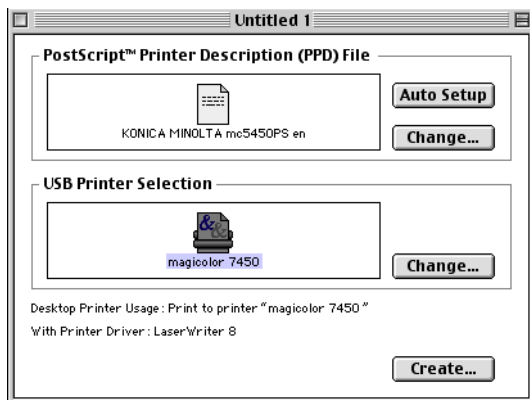 Untitled 1
PostScript™ Printer Description (PPD) File
KONICA MINOLTA mc5450PS en
Auto Setup
Change...
USB Printer Selection
magicolor 7450
Change...
Desktop Printer Usage : Print to printer “magicolor 7450 ”
With Printer Driver : LaserWriter 8
Create...